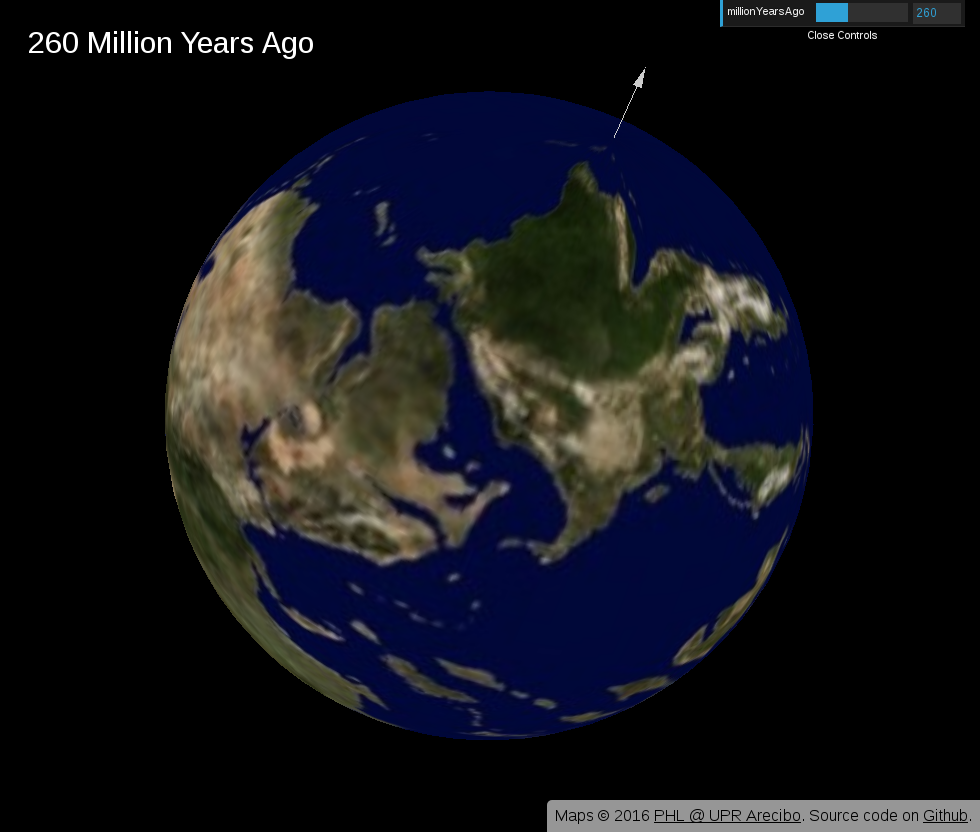 millionYearsAgo 260
Close Controls
260 Million Years Ago
Maps © 2016 PHL @ UPR Arecibo. Source code on Github.